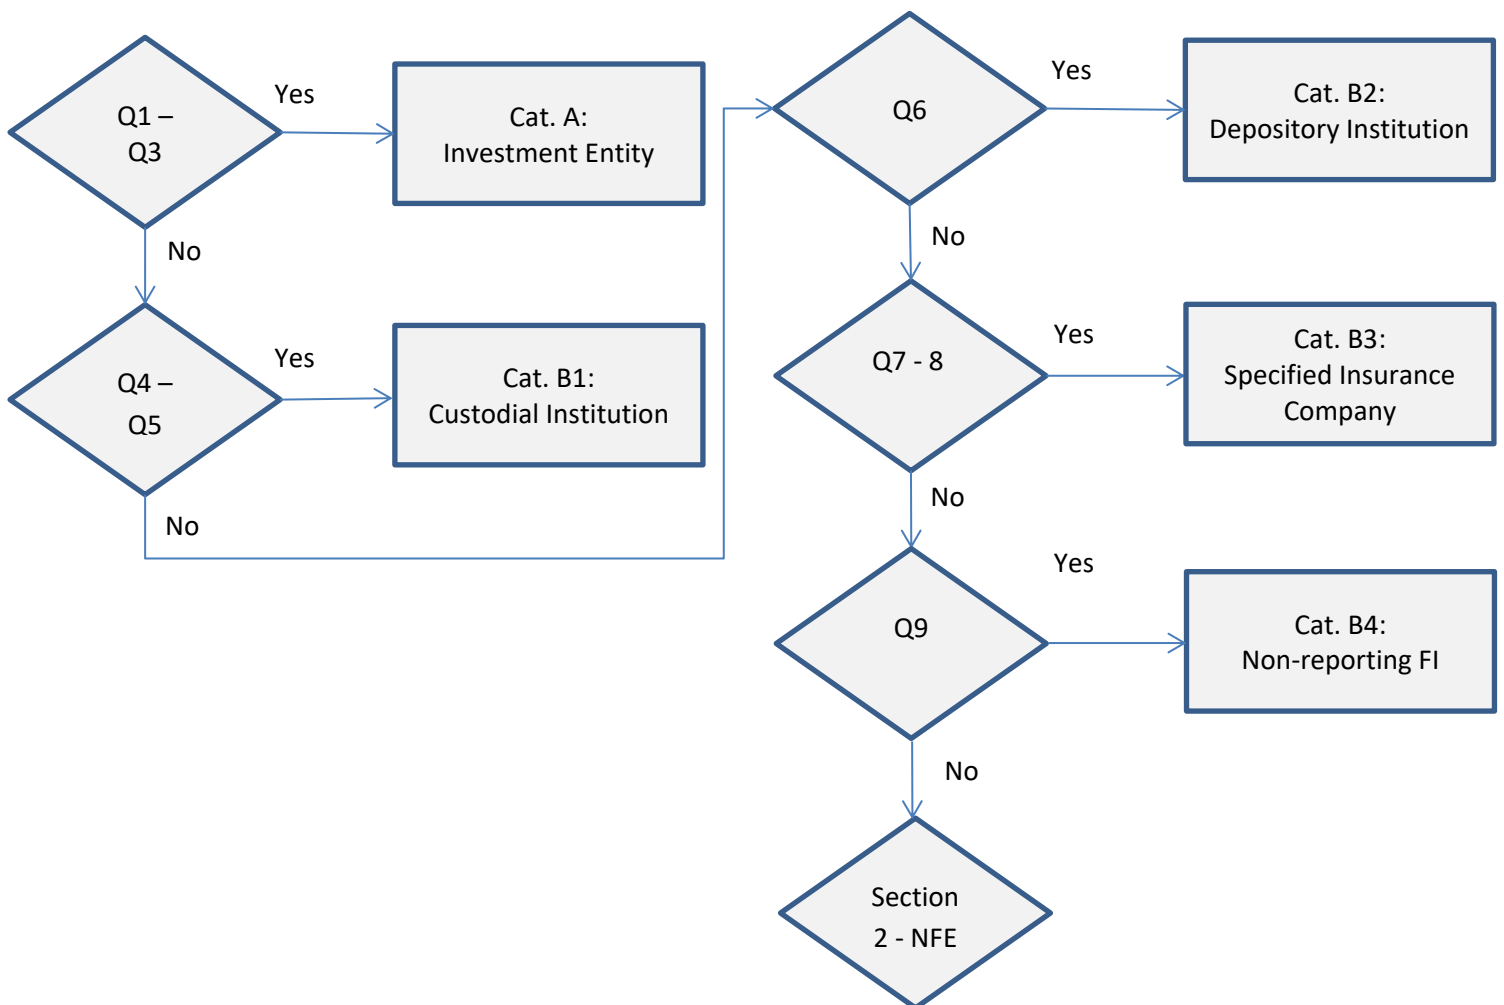 Q1 –
Q3
Yes
Cat. A:
Investment Entity
No
Q4 –
Q5
Yes
Cat. B1:
Custodial Institution
No
Q6
Yes
Cat. B2:
Depository Institution
No
Q7 - 8
Yes
Cat. B3:
Specified Insurance
Company
No
Q9
Yes
Cat. B4:
Non-reporting FI
No
Section
2 - NFE